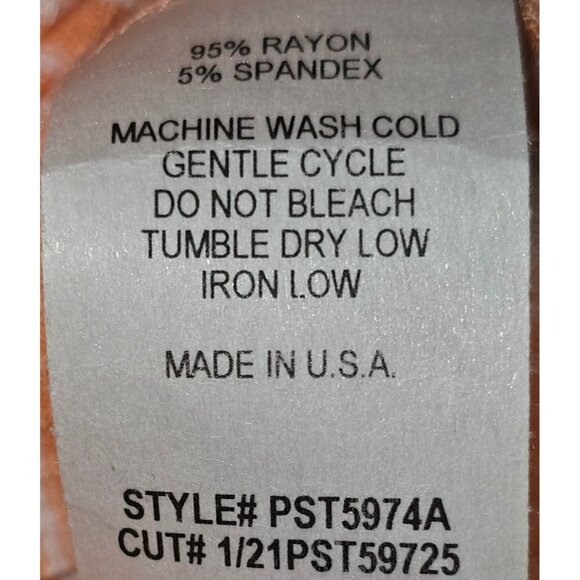 95% RAYON
5% SPANDEX
MACHINE WASH COLD
GENTLE CYCLE
DO NOT BLEACH
TUMBLE DRY LOW
IRON LOW
MADE IN U.S.A.
STYLE# PST5974A
CUT# 1/21PST59725